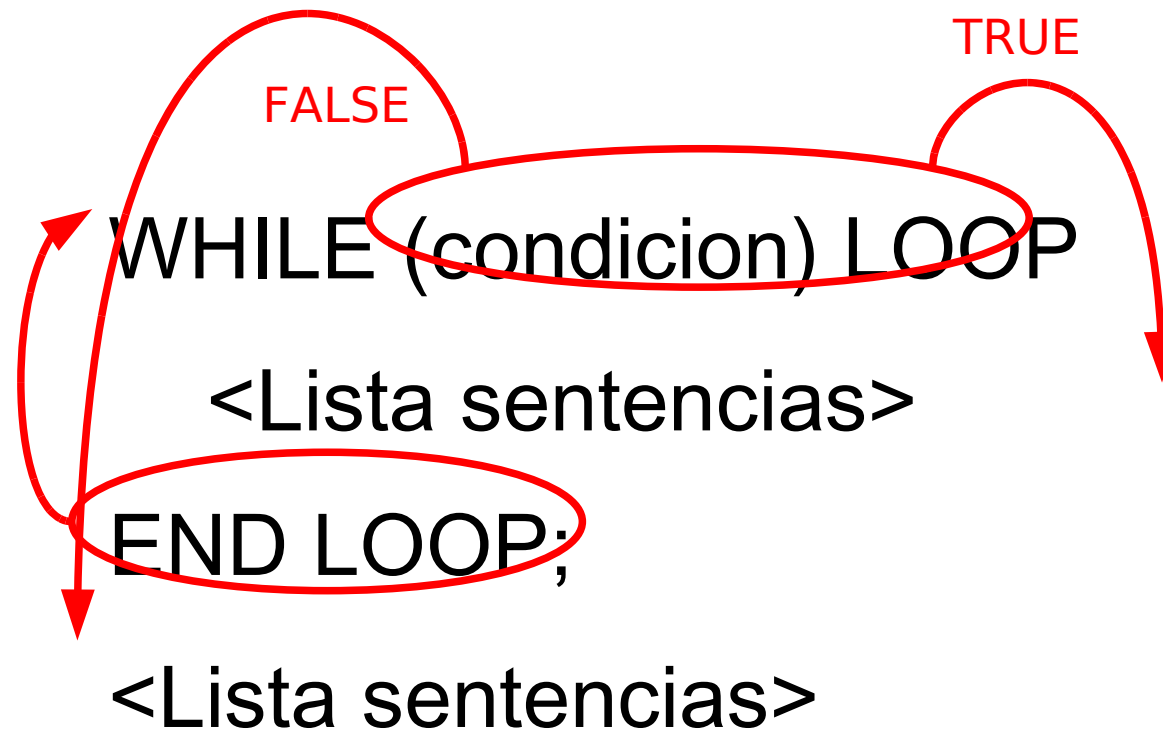 TRUE
FALSE
WHILE (condicion) LOOP
<Lista sentencias>
END LOOP;
<Lista sentencias>